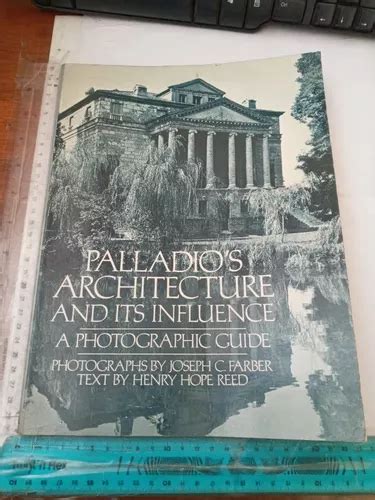 PALLADIO'S
ARCHITECTURE
AND ITS INFLUENCE
A PHOTOGRAPHIC GUIDE
PHOTOGRAPHS BY JOSEPH C. FARBER
TEXT BY HENRY HOPE REED